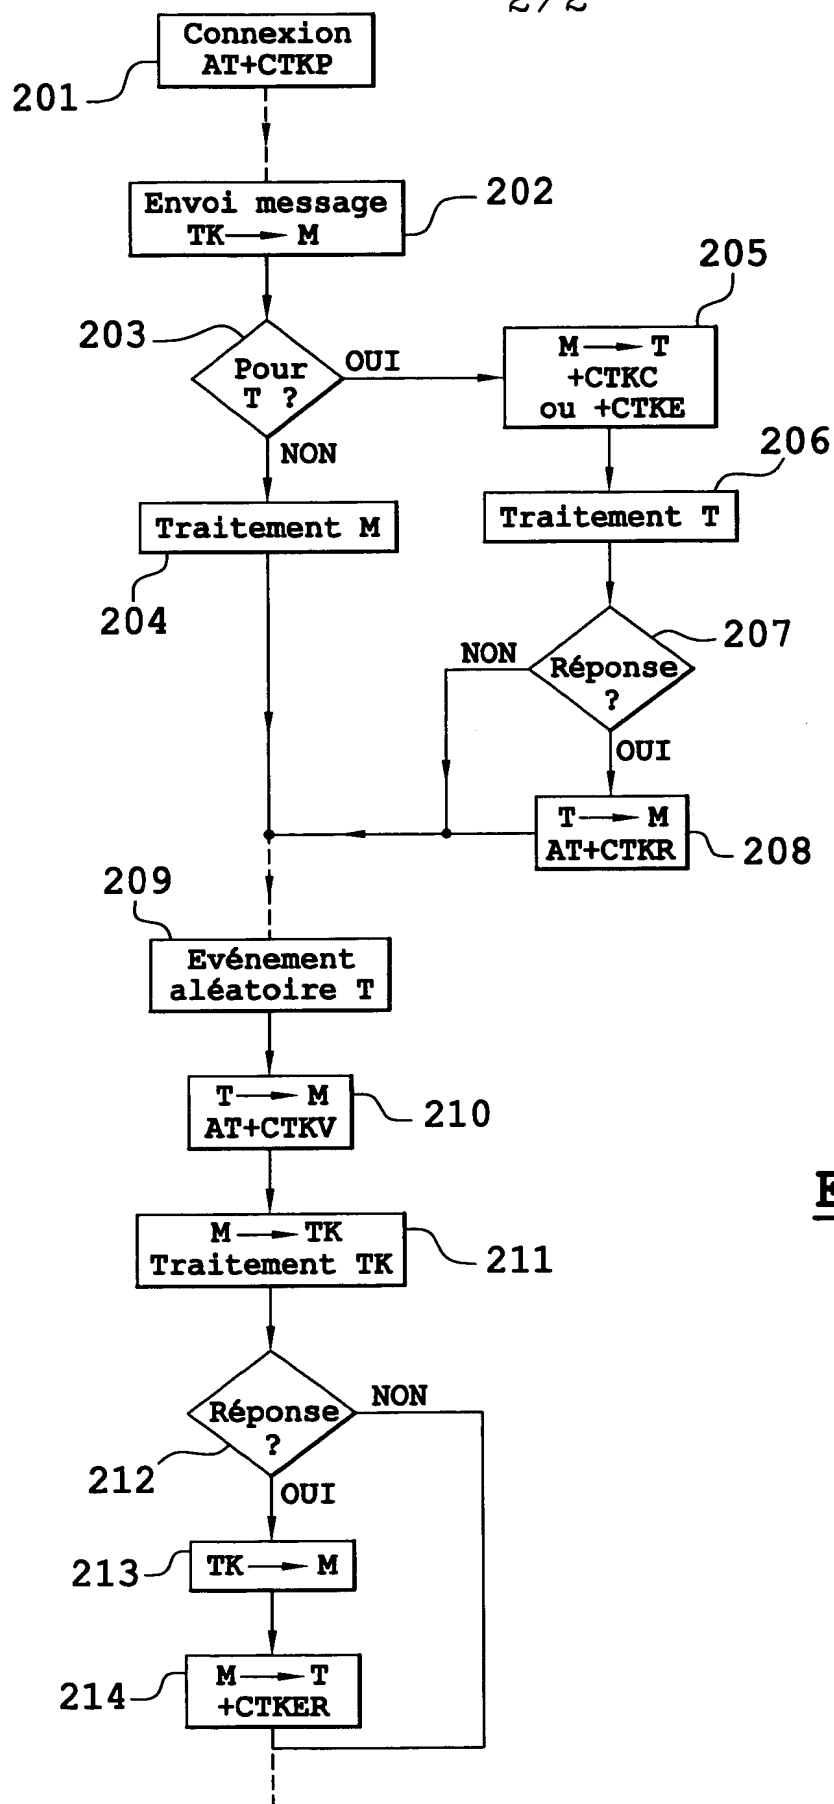 2/2
Connexion
AT+CTKP
201
Envoi message
TK → M
202
203
Pour
T ?
OUI
NON
205
M → T
+CTKC
ou +CTKE
206
Traitement M
204
Traitement T
207
Réponse
?
NON
OUI
T → M
AT+CTKR
208
209
Evénement
aléatoire T
T → M
AT+CTKV
210
M → TK
Traitement TK
211
Réponse
?
NON
212
OUI
213
TK → M
214
M → T
+CTKER